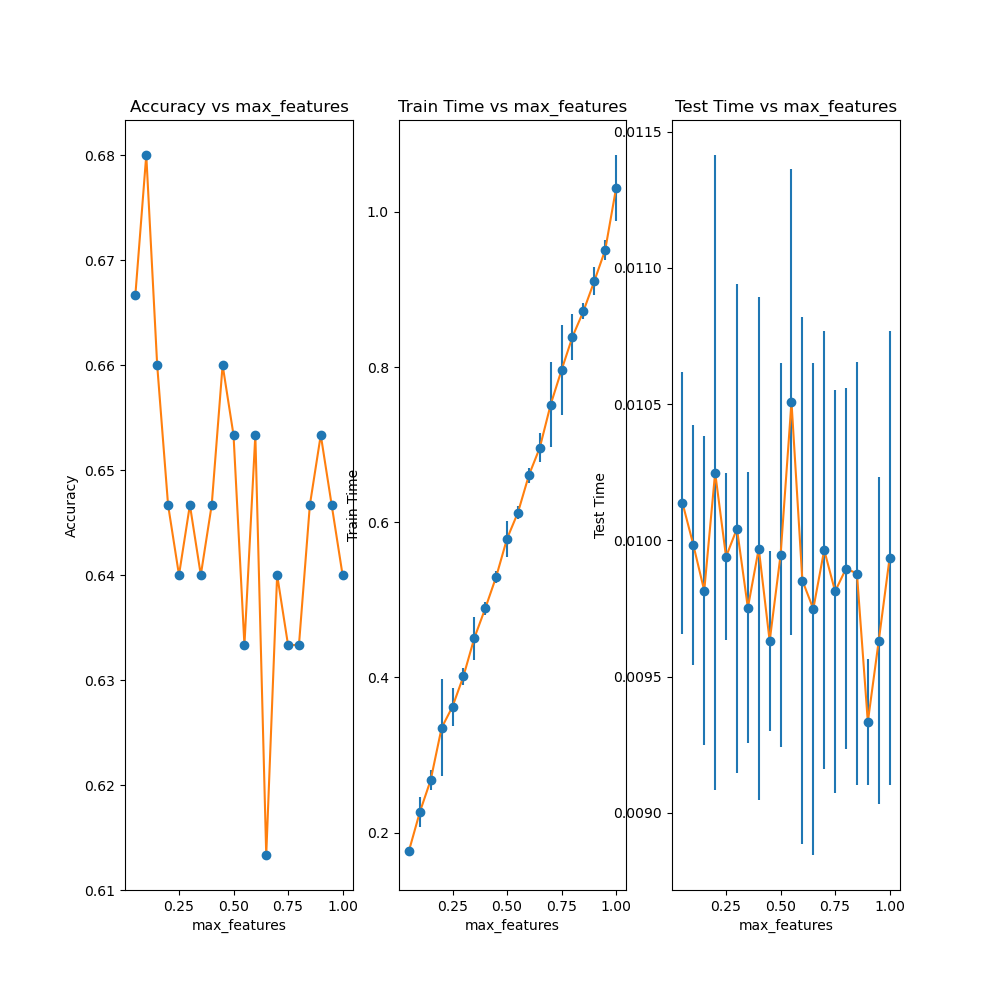 Accuracy vs max_features
Train Time vs max_features
Test Time vs max_features
Accuracy
0.68
0.67
0.66
0.65
0.64
0.63
0.62
0.61
0.25 0.50 0.75 1.00
max_features
Train Time
1.0
0.8
0.6
0.4
0.2
0.25 0.50 0.75 1.00
max_features
Test Time
0.0115
0.0110
0.0105
0.0100
0.0095
0.0090
0.25 0.50 0.75 1.00
max_features